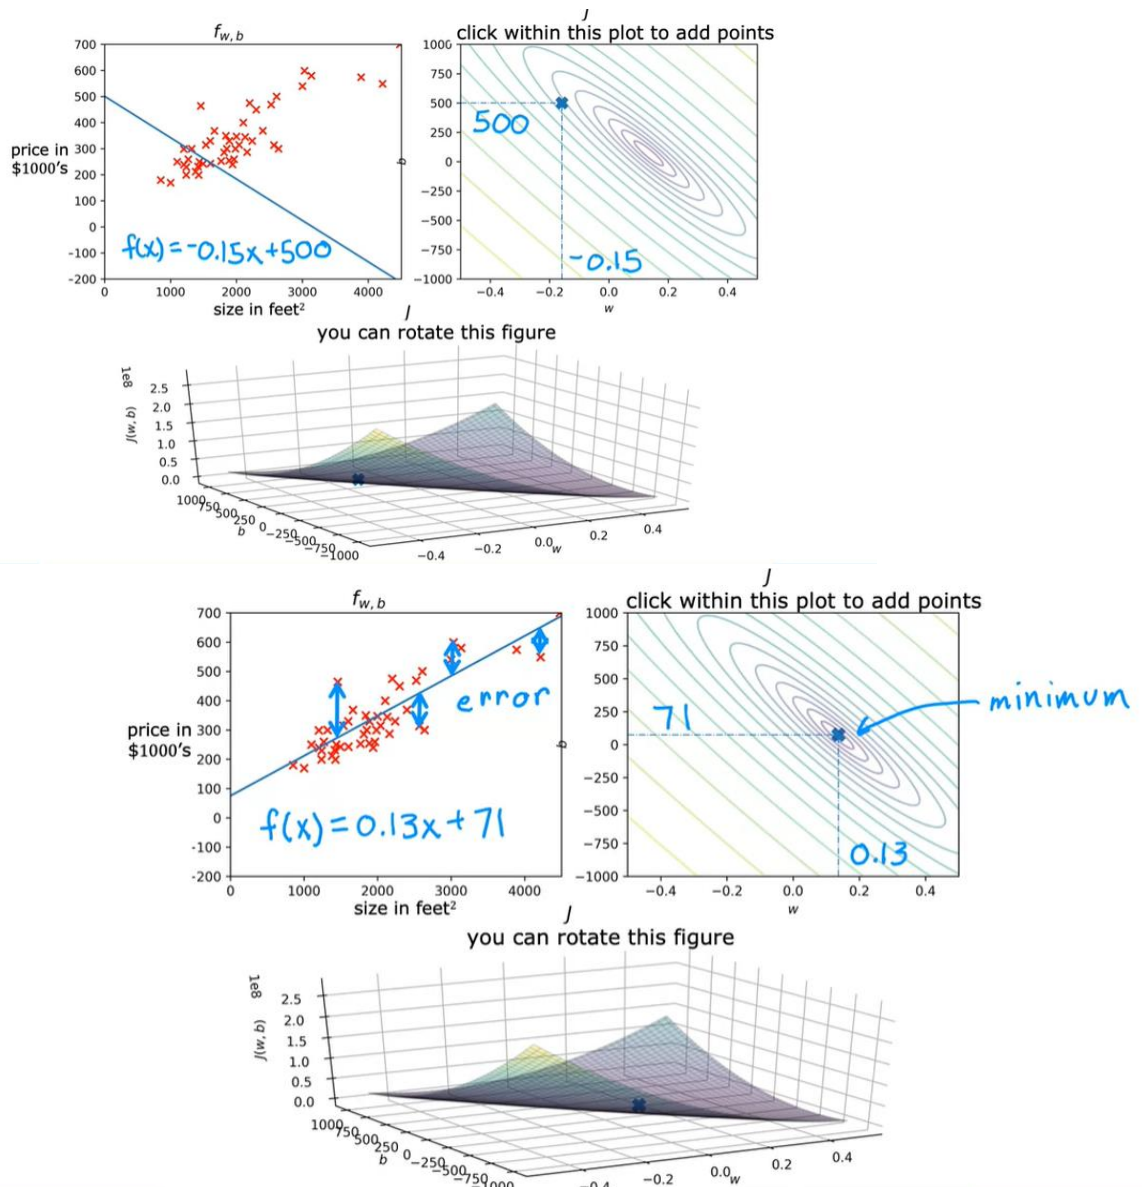 J
f_{w,b}
click within this plot to add points
700
600
500
400
300
200
100
0
-100
-200
price in
$1000's
f(x)=-0.15x+500
0 1000 2000 3000 4000
size in feet²
1000
750
500
250
0
−250
−500
−750
−1000
b
500
-0.15
−0.4 −0.2 0.0 0.2 0.4
w
J
you can rotate this figure
1e8
J(w,b)
2.5
2.0
1.5
1.0
0.5
0.0
1000
750
500
250
0
−250
−500
−750
−1000
b
−0.4 −0.2 0.0 0.2 0.4
w
J
f_{w,b}
click within this plot to add points
700
600
500
400
300
200
100
0
-100
-200
price in
$1000's
error
f(x)=0.13x+71
0 1000 2000 3000 4000
size in feet²
1000
750
500
250
0
−250
−500
−750
−1000
b
71
minimum
0.13
−0.4 −0.2 0.0 0.2 0.4
w
J
you can rotate this figure
1e8
J(w,b)
2.5
2.0
1.5
1.0
0.5
0.0
1000
750
500
250
0
−250
−500
−750
b
−0.2 0.0 0.2 0.4
w